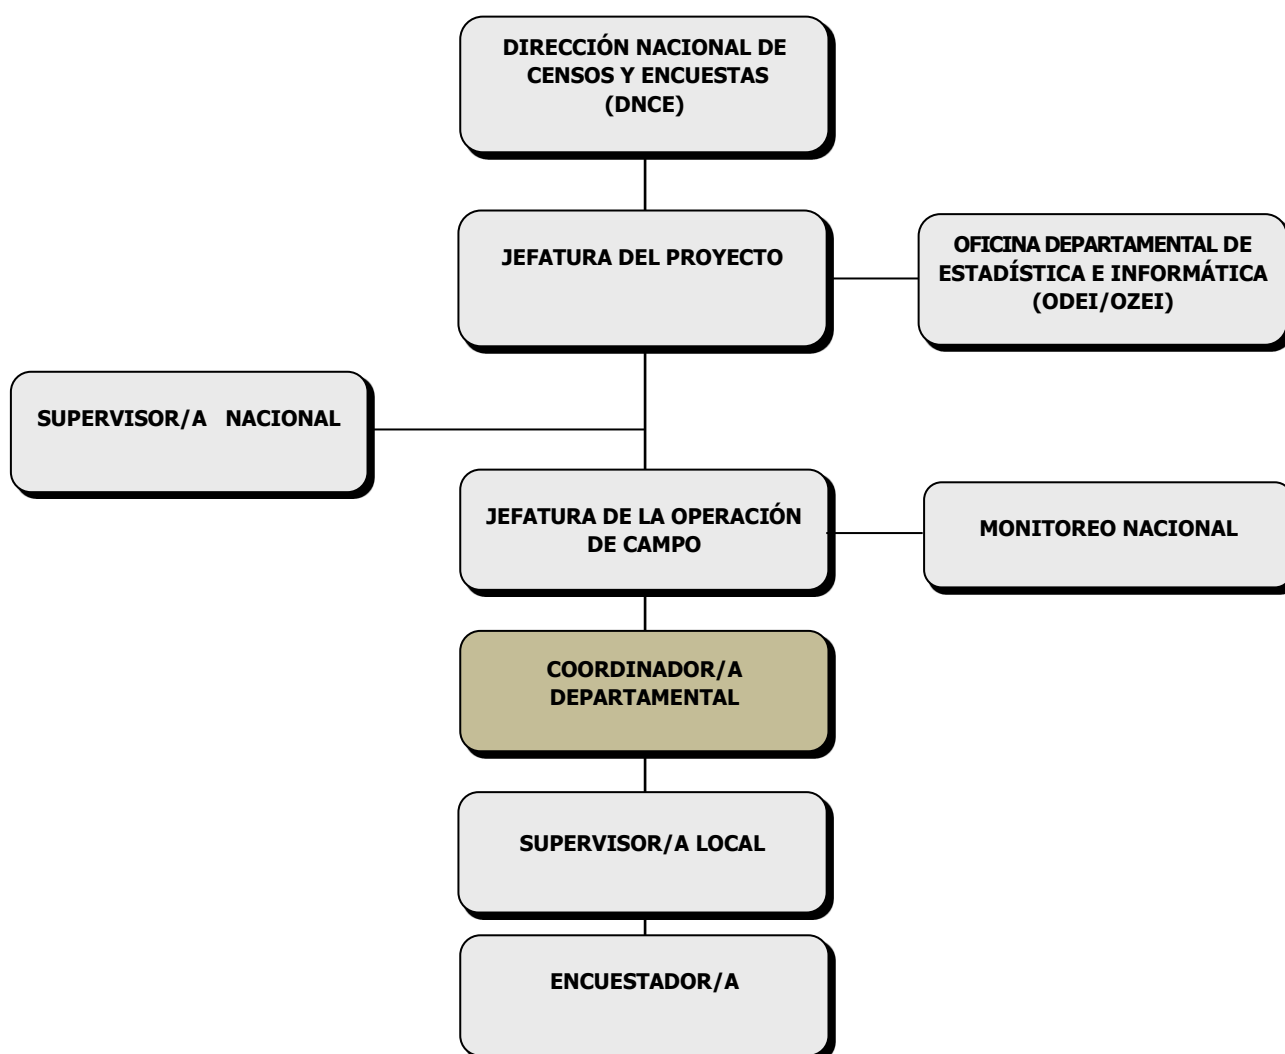 DIRECCIÓN NACIONAL DE
CENSOS Y ENCUESTAS
(DNCE)
JEFATURA DEL PROYECTO
OFICINA DEPARTAMENTAL DE
ESTADÍSTICA E INFORMÁTICA
(ODEI/OZEI)
SUPERVISOR/A NACIONAL
JEFATURA DE LA OPERACIÓN
DE CAMPO
MONITOREO NACIONAL
COORDINADOR/A
DEPARTAMENTAL
SUPERVISOR/A LOCAL
ENCUESTADOR/A